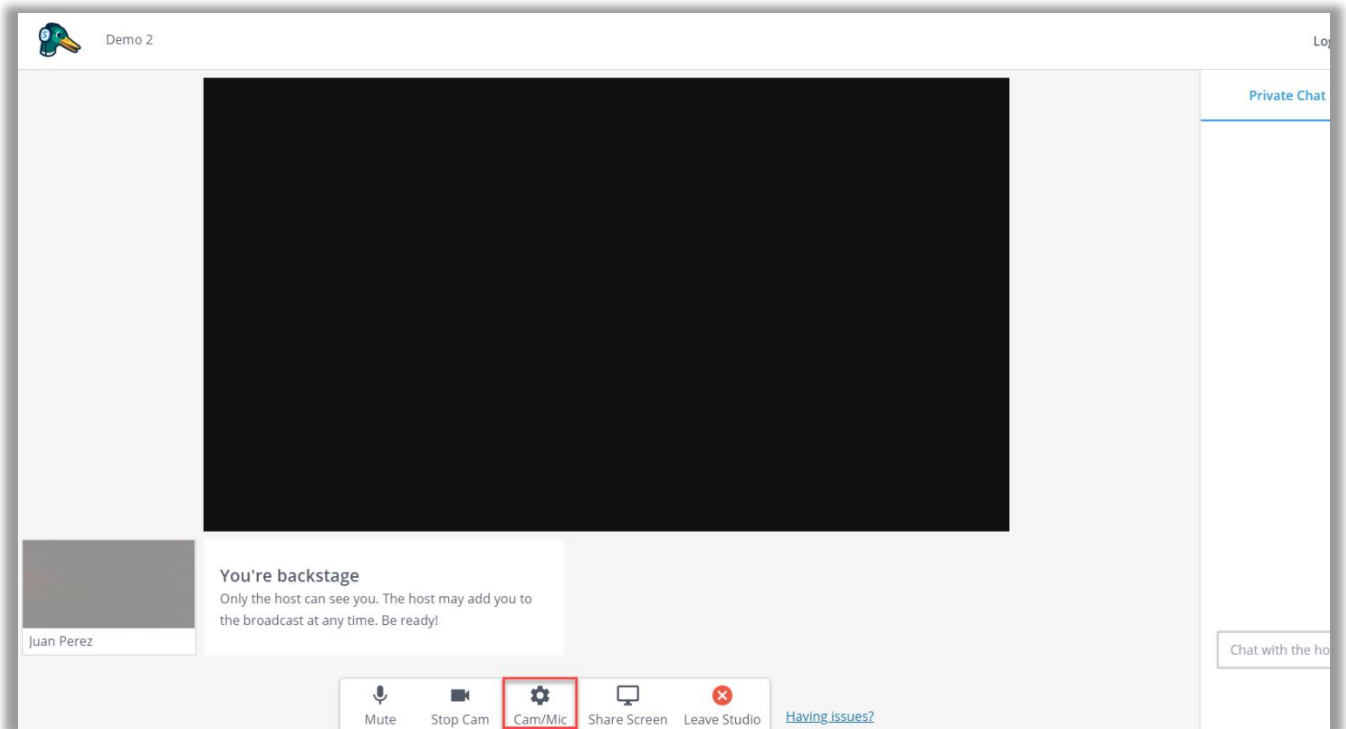 S
Demo 2
Private Chat
You're backstage
Only the host can see you. The host may add you to
the broadcast at any time. Be ready!
Juan Perez
Chat with the
Mute
Stop Cam
Cam/Mic
Share Screen
Leave Studio
Having issues?